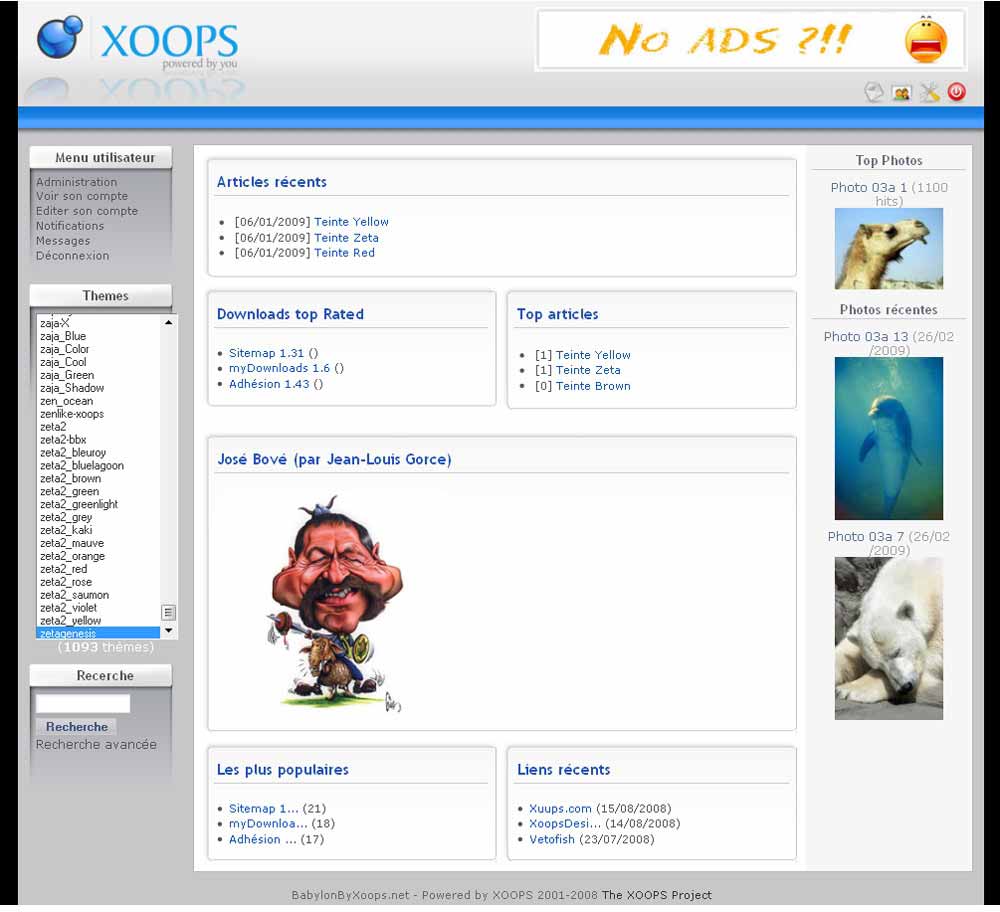 XOOPS
powered by you
No ADS ?!!
Menu utilisateur
Administration
Voir son compte
Editer son compte
Notifications
Messages
Déconnexion
Themes
zaja-X
zaja_Blue
zaja_Color
zaja_Cool
zaja_Green
zaja_Shadow
zen_ocean
zenlike-xoops
zeta2
zeta2-bbx
zeta2_bleuroy
zeta2_bluelagoon
zeta2_brown
zeta2_green
zeta2_greenlight
zeta2_grey
zeta2_kaki
zeta2_mauve
zeta2_orange
zeta2_red
zeta2_rose
zeta2_saumon
zeta2_violet
zeta2_yellow
zetagenesis
(1093 thèmes)
Recerche
Recherche
Recherche avancée
Articles récents
[06/01/2009] Teinte Yellow
[06/01/2009] Teinte Zeta
[06/01/2009] Teinte Red
Downloads top Rated
Sitemap 1.31 ()
myDownloads 1.6 ()
Adhésion 1.43 ()
Top articles
[1] Teinte Yellow
[1] Teinte Zeta
[0] Teinte Brown
José Bové (par Jean-Louis Gorce)
Les plus populaires
Sitemap 1... (21)
myDownloa... (18)
Adhésion ... (17)
Liens récents
Xuups.com (15/08/2008)
XoopsDesi... (14/08/2008)
Vetofish (23/07/2008)
Top Photos
Photo 03a 1 (1100
hits)
Photos récentes
Photo 03a 13 (26/02
/2009)
Photo 03a 7 (26/02
/2009)
BabylonByXoops.net - Powered by XOOPS 2001-2008 The XOOPS Project